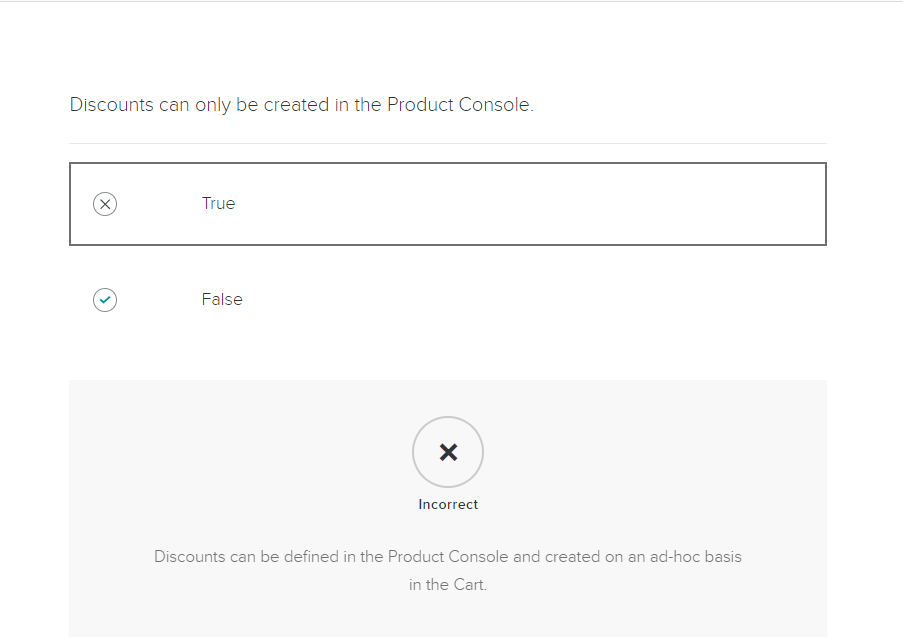 Discounts can only be created in the Product Console.
True
False
Incorrect
Discounts can be defined in the Product Console and created on an ad-hoc basis
in the Cart.